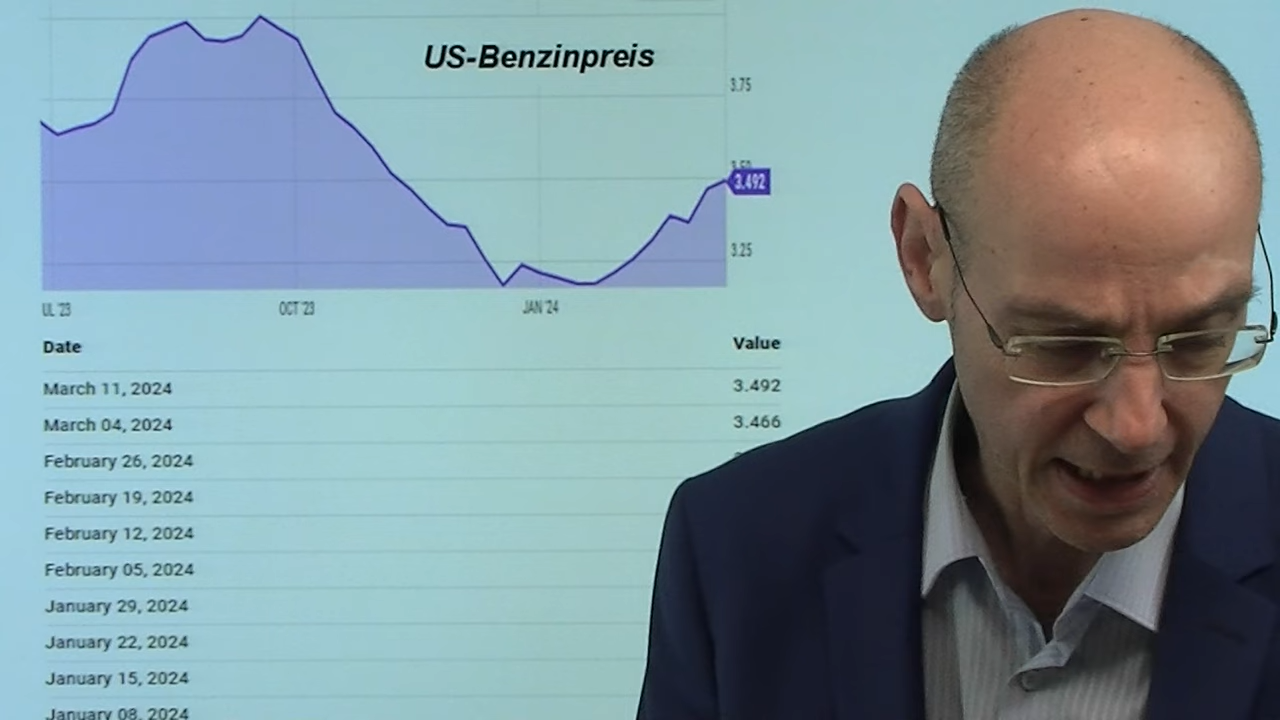 US-Benzinpreis
3.75
3.50
3.492
3.25
UL '23
OCT '23
JAN '24
Date Value
March 11, 2024 3.492
March 04, 2024 3.466
February 26, 2024
February 19, 2024
February 12, 2024
February 05, 2024
January 29, 2024
January 22, 2024
January 15, 2024
January 08, 2024